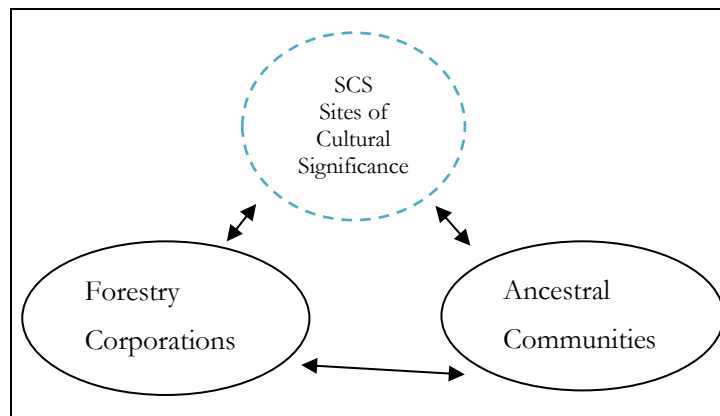 SCS
Sites of
Cultural
Significance
Forestry
Corporations
Ancestral
Communities